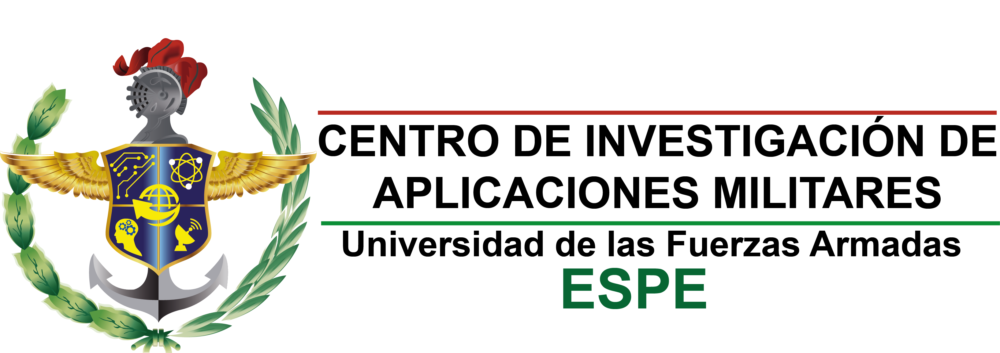 CENTRO DE INVESTIGACIÓN DE
APLICACIONES MILITARES
Universidad de las Fuerzas Armadas
ESPE